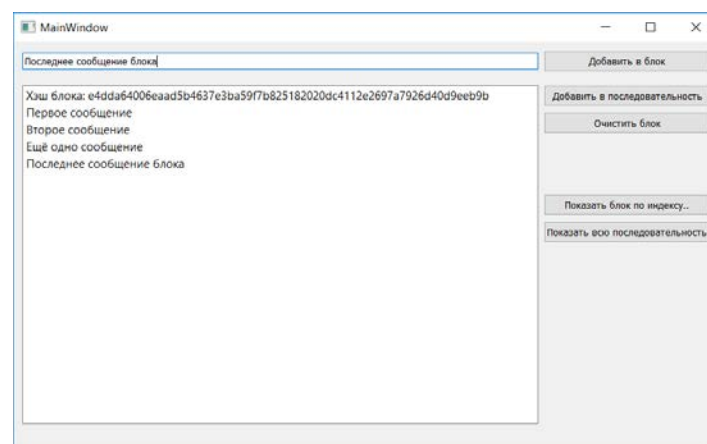 MainWindow
Последнее сообщение блока
Добавить в блок
Хэш блока: e4dda64006eaad5b4637e3ba59f7b825182020dc4112e2697a7926d40d9eeb9b
Первое сообщение
Второе сообщение
Ещё одно сообщение
Последнее сообщение блока
Добавить в последовательность
Очистить блок
Показать блок по индексу..
Показать всю последовательность